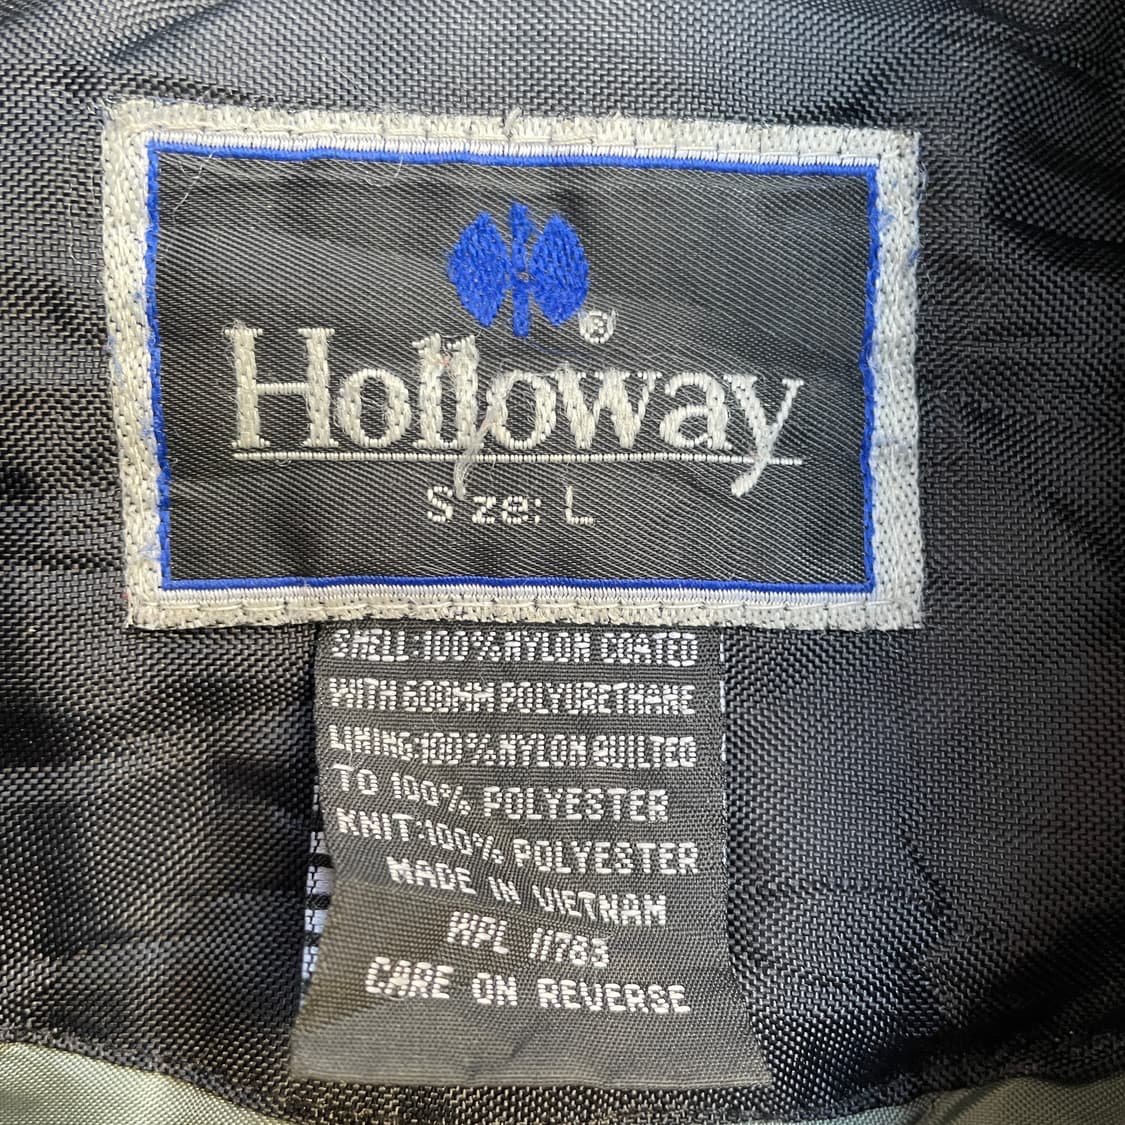 Holloway®
Size: L
SHELL:100%NYLON COATED
WITH 600MM POLYURETHANE
LINING:100%NYLON QUILTED
TO 100% POLYESTER
KNIT:100% POLYESTER
MADE IN VIETNAM
WPL 11783
CARE ON REVERSE